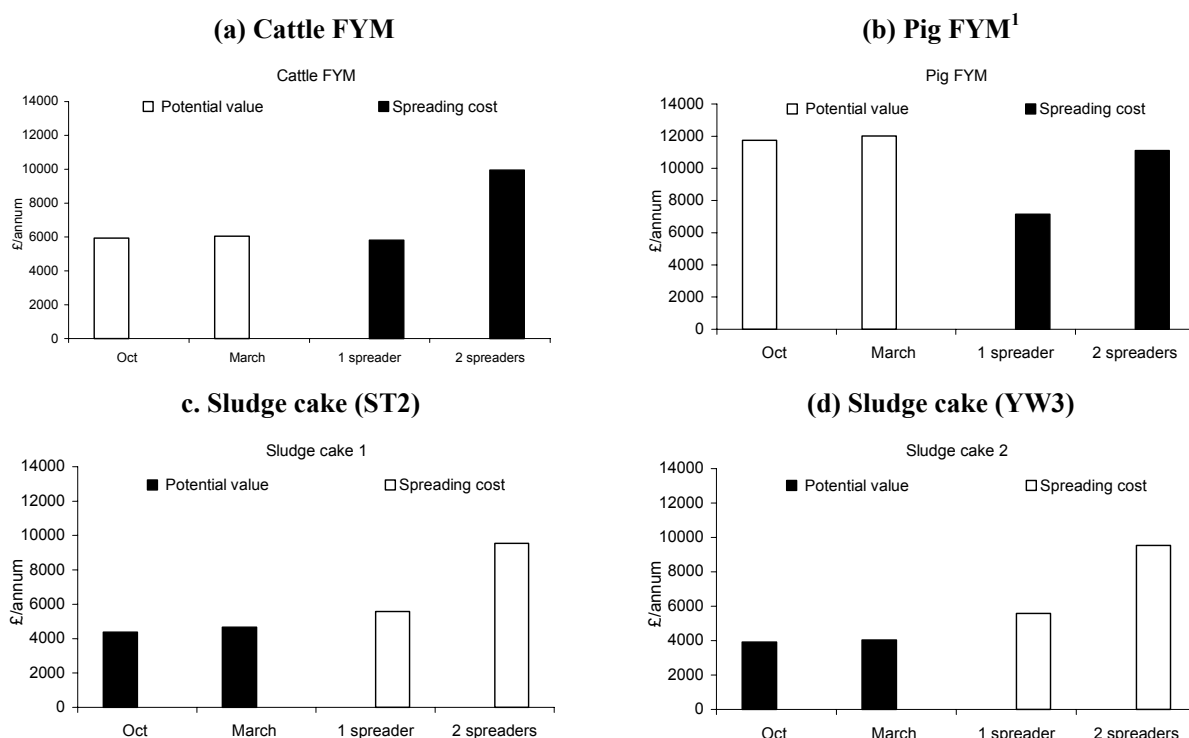 (a) Cattle FYM
Cattle FYM
14000
Potential value
Spreading cost
12000
10000
8000
6000
4000
2000
0
£/annum
Oct
March
1 spreader
2 spreaders
(b) Pig FYM1
Pig FYM
14000
Potential value
Spreading cost
12000
10000
8000
6000
4000
2000
0
£/annum
Oct
March
1 spreader
2 spreaders
c. Sludge cake (ST2)
Sludge cake 1
14000
Potential value
Spreading cost
12000
10000
8000
6000
4000
2000
0
£/annum
Oct
March
1 spreader
2 spreaders
(d) Sludge cake (YW3)
Sludge cake 2
14000
Potential value
Spreading cost
12000
10000
8000
6000
4000
2000
0
£/annum
Oct
March
1 spreader
2 spreaders